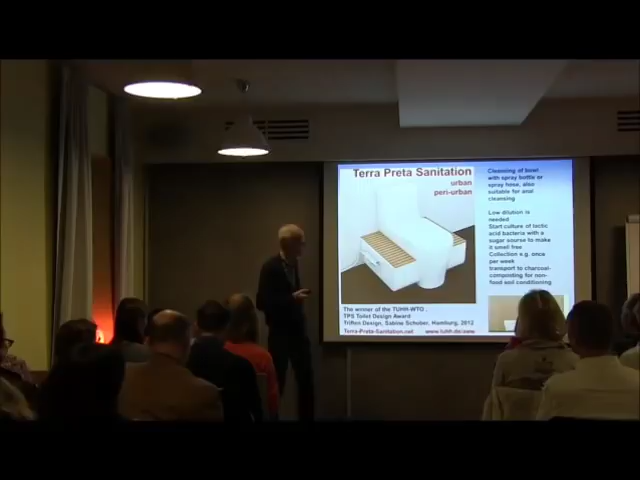 Terra Preta Sanitation
urban
peri-urban
Cleansing of bowl
with spray bottle or
spray hose, also
suitable for anal
cleansing
Low dilution is
needed
Start culture of lactic
acid bacteria with a
sugar sourse to make
it smell free
Collection e.g. once
per week
transport to charcoal-
composting for non-
food soil conditioning
The winner of the TUHH-WTO
TPS Toilet Design Award
Triften Design, Sabine Schober, Hamburg, 2012
Terra-Preta-Sanitation.net www.tuhh.de/aww